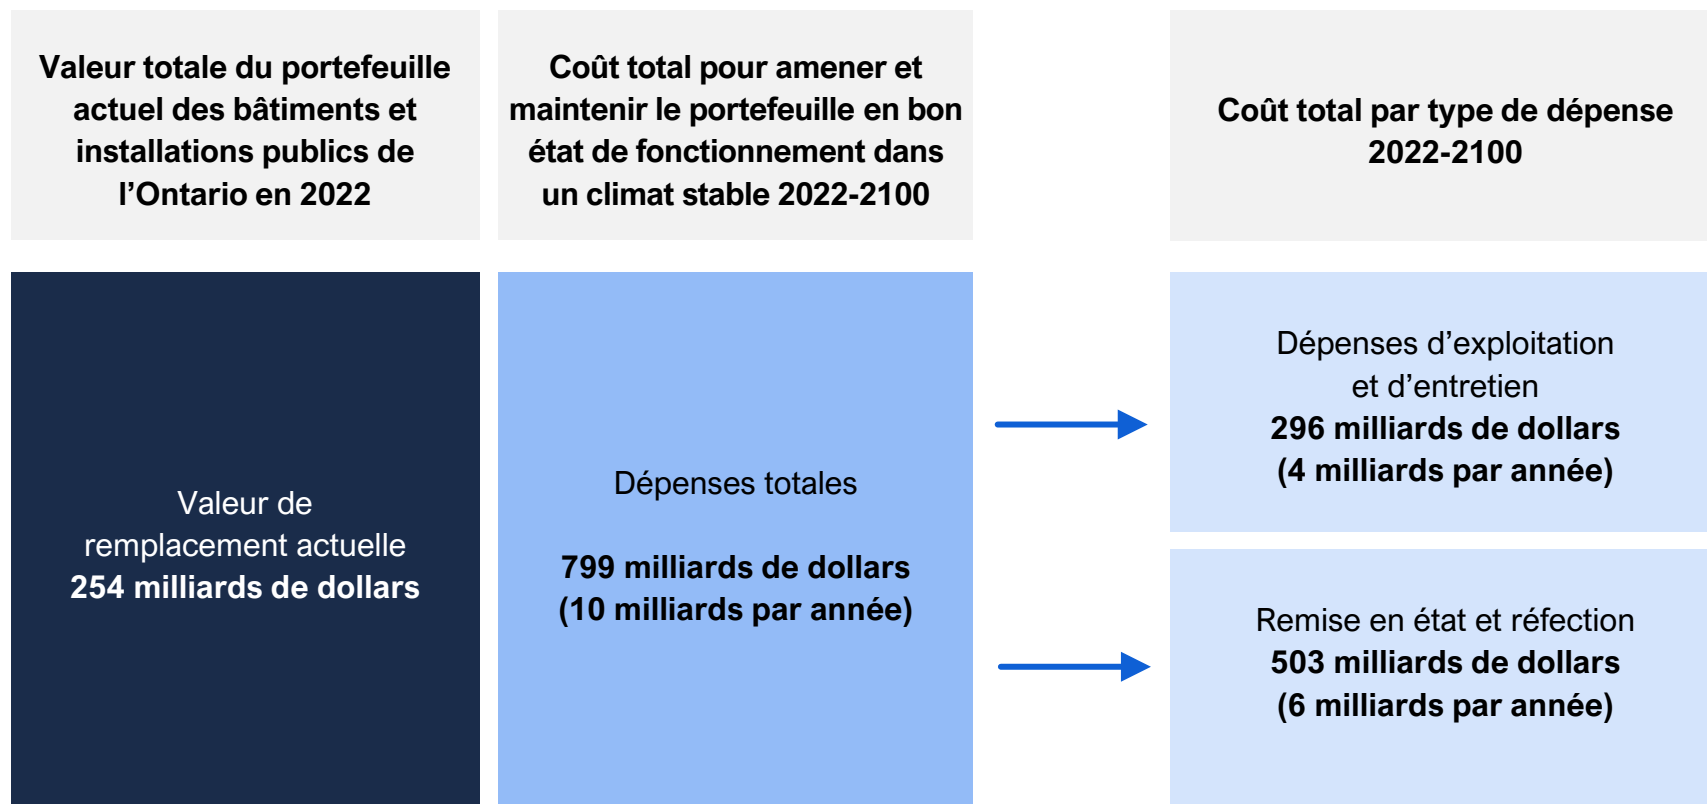 Valeur totale du portefeuille
actuel des bâtiments et
installations publics de
l’Ontario en 2022
Coût total pour amener et
maintenir le portefeuille en bon
état de fonctionnement dans
un climat stable 2022-2100
Coût total par type de dépense
2022-2100
Valeur de
remplacement actuelle
254 milliards de dollars
Dépenses totales
799 milliards de dollars
(10 milliards par année)
Dépenses d’exploitation
et d’entretien
296 milliards de dollars
(4 milliards par année)
Remise en état et réfection
503 milliards de dollars
(6 milliards par année)